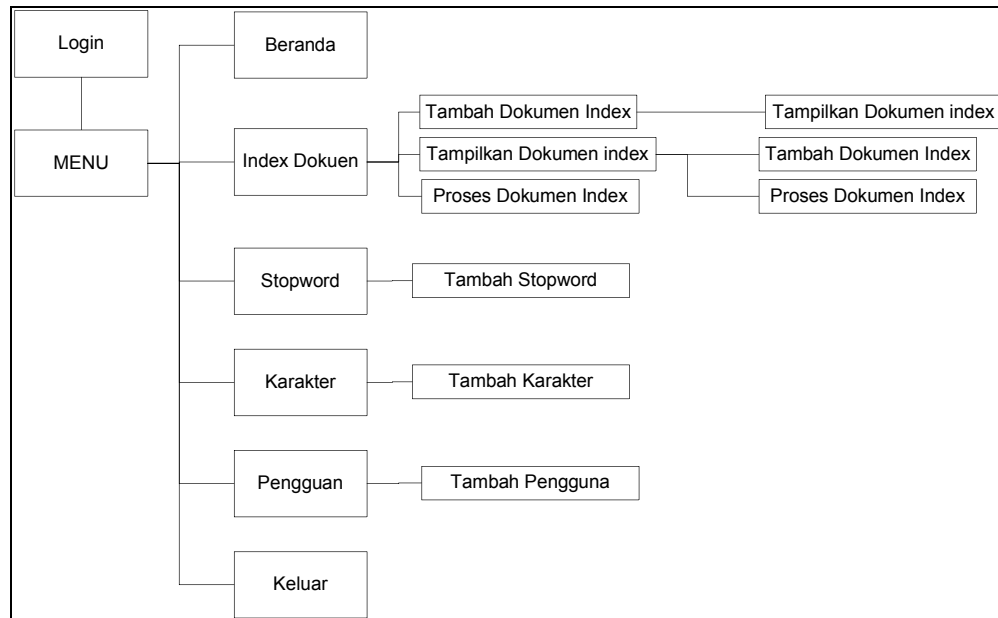 Login
Beranda
Tambah Dokumen Index
Tampilkan Dokumen index
MENU
Index Dokuen
Tampilkan Dokumen index
Tambah Dokumen Index
Proses Dokumen Index
Proses Dokumen Index
Stopword
Tambah Stopword
Karakter
Tambah Karakter
Pengguan
Tambah Pengguna
Keluar